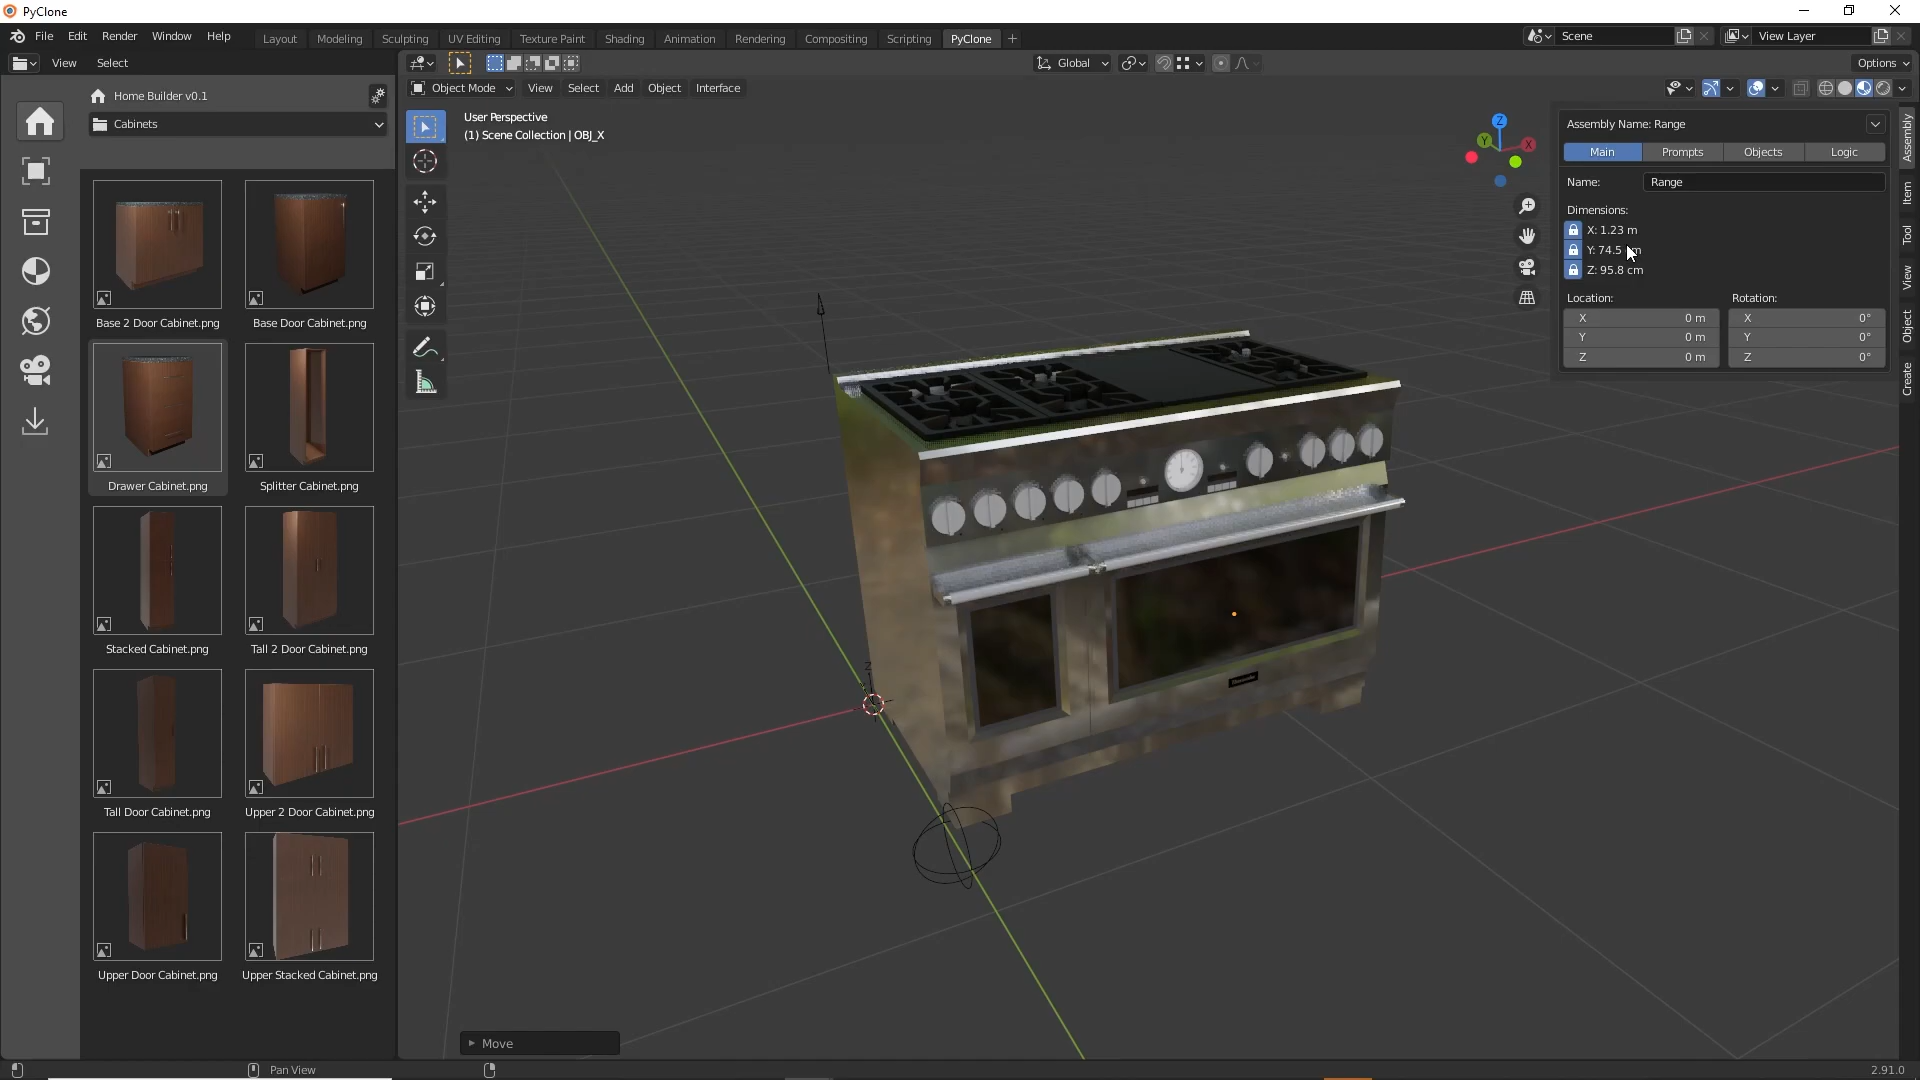 PyClone
File Edit Render Window Help
Layout Modeling Sculpting UV Editing Texture Paint Shading Animation Rendering Compositing Scripting PyClone
Scene
View Layer
View Select
Global
Options
Home Builder v0.1
Object Mode View Select Add Object Interface
Cabinets
User Perspective
(1) Scene Collection | OBJ_X
Base 2 Door Cabinet.png
Base Door Cabinet.png
Drawer Cabinet.png
Splitter Cabinet.png
Stacked Cabinet.png
Tall 2 Door Cabinet.png
Tall Door Cabinet.png
Upper 2 Door Cabinet.png
Upper Door Cabinet.png
Upper Stacked Cabinet.png
Z
Y
X
Z
Assembly Name: Range
Main Prompts Objects Logic
Name: Range
Dimensions:
X: 1.23 m
Y: 74.5 m
Z: 95.8 cm
Location: Rotation:
X 0 m X 0°
Y 0 m Y 0°
Z 0 m Z 0°
Assembly
Item
Tool
View
Object
Create
Move
Pan View
2.91.0